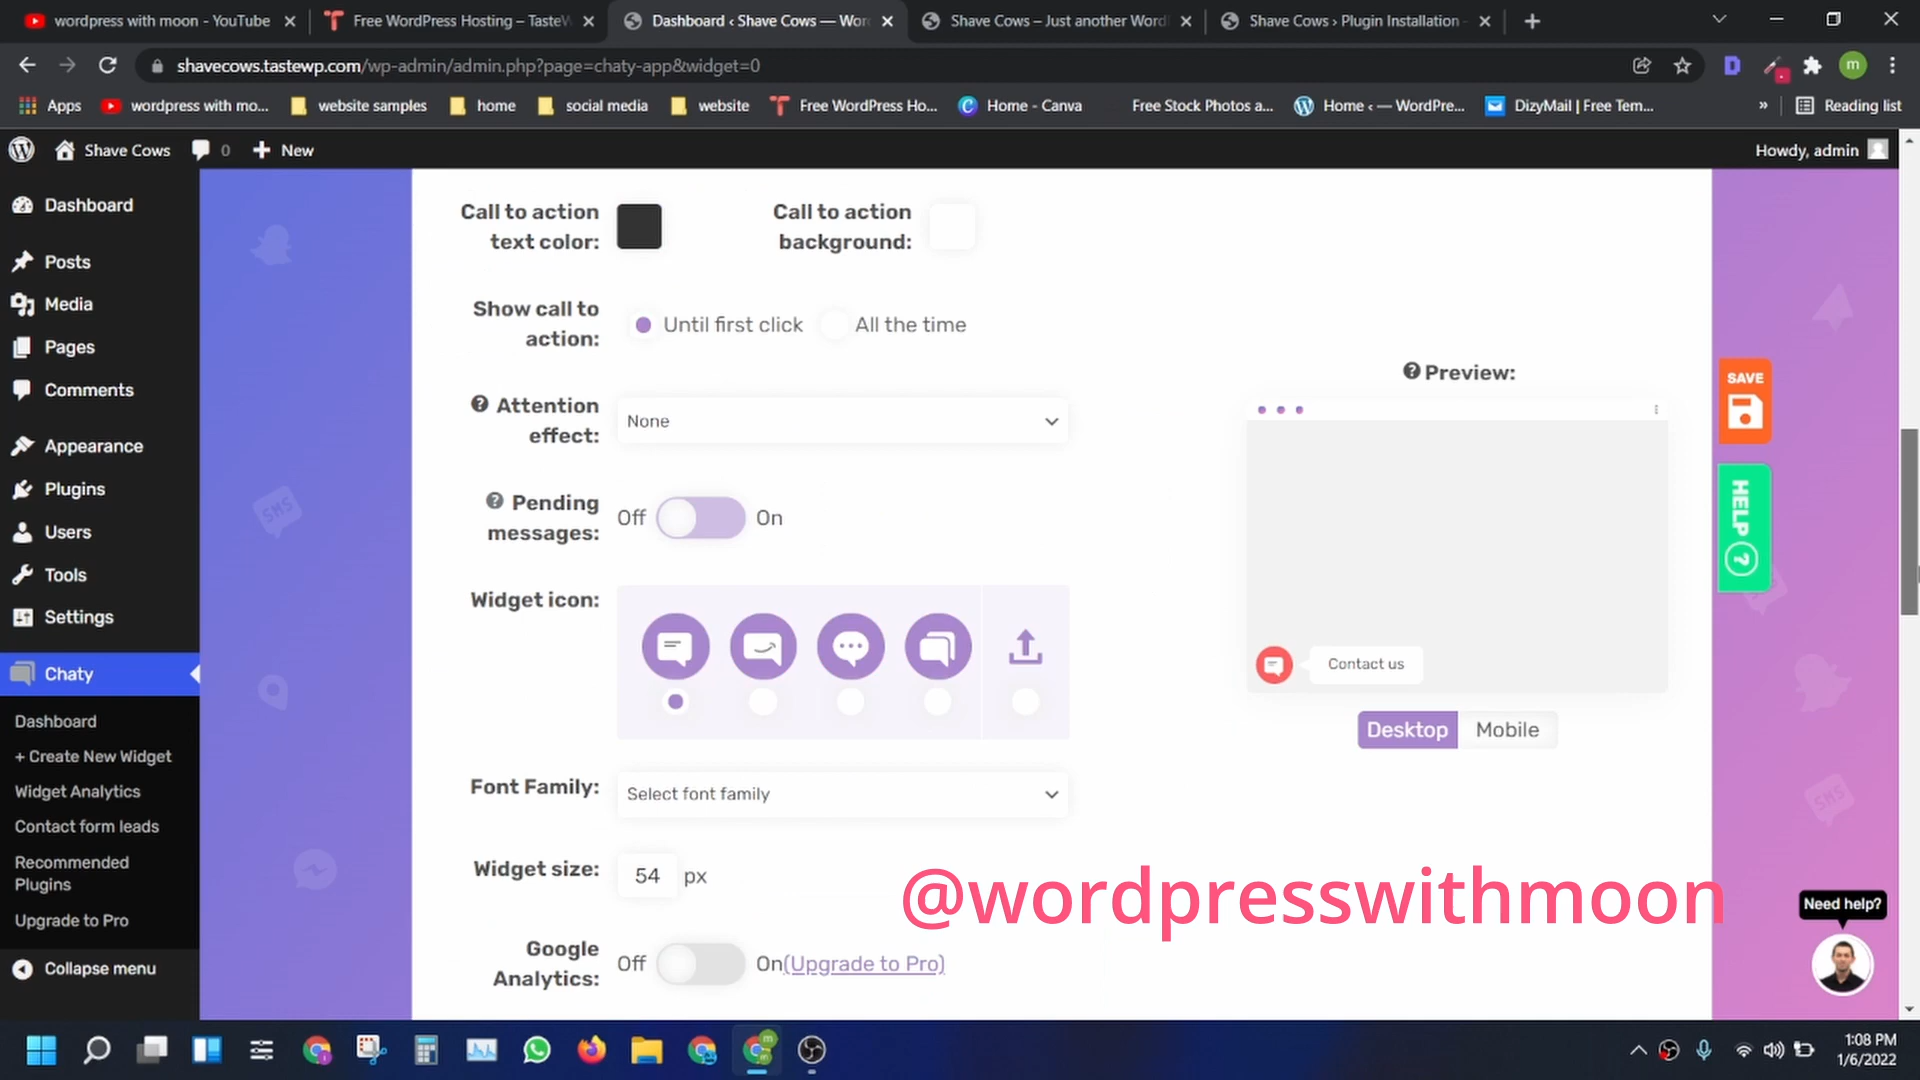 wordpress with moon - YouTube
Free WordPress Hosting – TasteW
Dashboard ‹ Shave Cows — Wor
Shave Cows – Just another Word
Shave Cows › Plugin Installation -
shavecows.tastewp.com/wp-admin/admin.php?page=chaty-app&widget=0
D
m
Apps
wordpress with mo...
website samples
home
social media
website
Free WordPress Ho...
Home - Canva
Free Stock Photos a...
Home ‹ — WordPre...
DizyMail | Free Tem...
»
Reading list
Shave Cows
0
New
Howdy, admin
Dashboard
Posts
Media
Pages
Comments
Appearance
Plugins
Users
Tools
Settings
Chaty
Dashboard
+ Create New Widget
Widget Analytics
Contact form leads
Recommended
Plugins
Upgrade to Pro
Collapse menu
Call to action
text color:
Call to action
background:
Show call to
action:
Until first click
All the time
Attention
effect:
None
Pending
messages:
Off
On
Widget icon:
Font Family:
Select font family
Widget size:
54
px
Google
Analytics:
Off
On(Upgrade to Pro)
Preview:
Contact us
Desktop
Mobile
SAVE
HELP ?
SMS
SMS
@wordpresswithmoon
Need help?
1:08 PM
1/6/2022